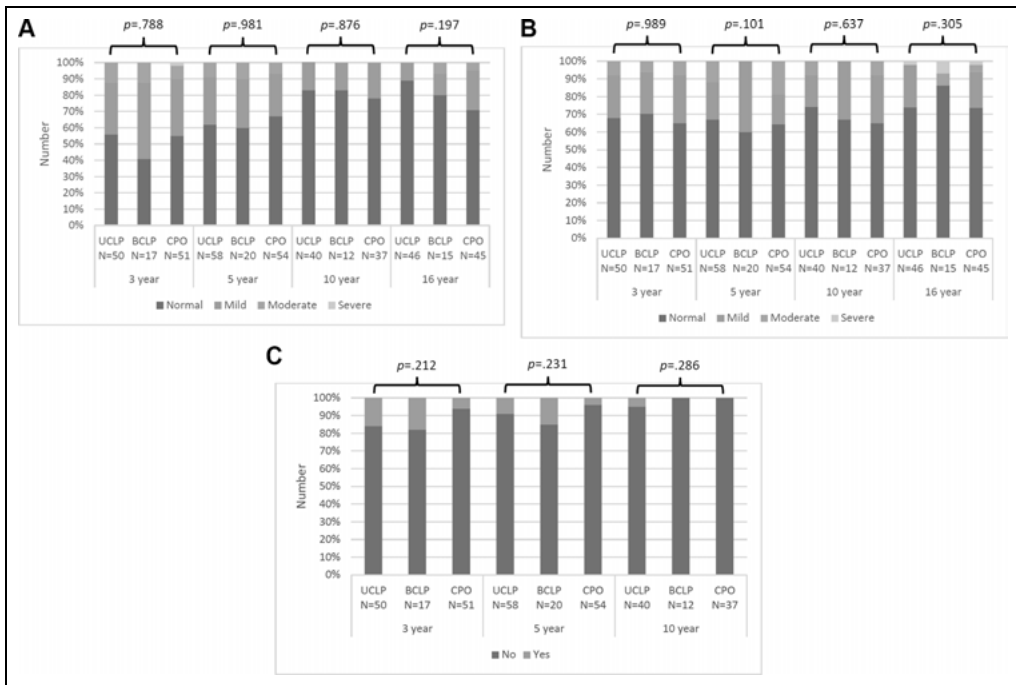 A
p=.788 p=.981 p=.876 p=.197
100%
90%
80%
70%
60%
50%
40%
30%
20%
10%
0%
Number
UCLP BCLP CPO UCLP BCLP CPO UCLP BCLP CPO UCLP BCLP CPO
N=50 N=17 N=51 N=58 N=20 N=54 N=40 N=12 N=37 N=46 N=15 N=45
3 year 5 year 10 year 16 year
Normal Mild Moderate Severe
B
p=.989 p=.101 p=.637 p=.305
100%
90%
80%
70%
60%
50%
40%
30%
20%
10%
0%
Number
UCLP BCLP CPO UCLP BCLP CPO UCLP BCLP CPO UCLP BCLP CPO
N=50 N=17 N=51 N=58 N=20 N=54 N=40 N=12 N=37 N=46 N=15 N=45
3 year 5 year 10 year 16 year
Normal Mild Moderate Severe
C
p=.212 p=.231 p=.286
100%
90%
80%
70%
60%
50%
40%
30%
20%
10%
0%
Number
UCLP BCLP CPO UCLP BCLP CPO UCLP BCLP CPO
N=50 N=17 N=51 N=58 N=20 N=54 N=40 N=12 N=37
3 year 5 year 10 year
No Yes